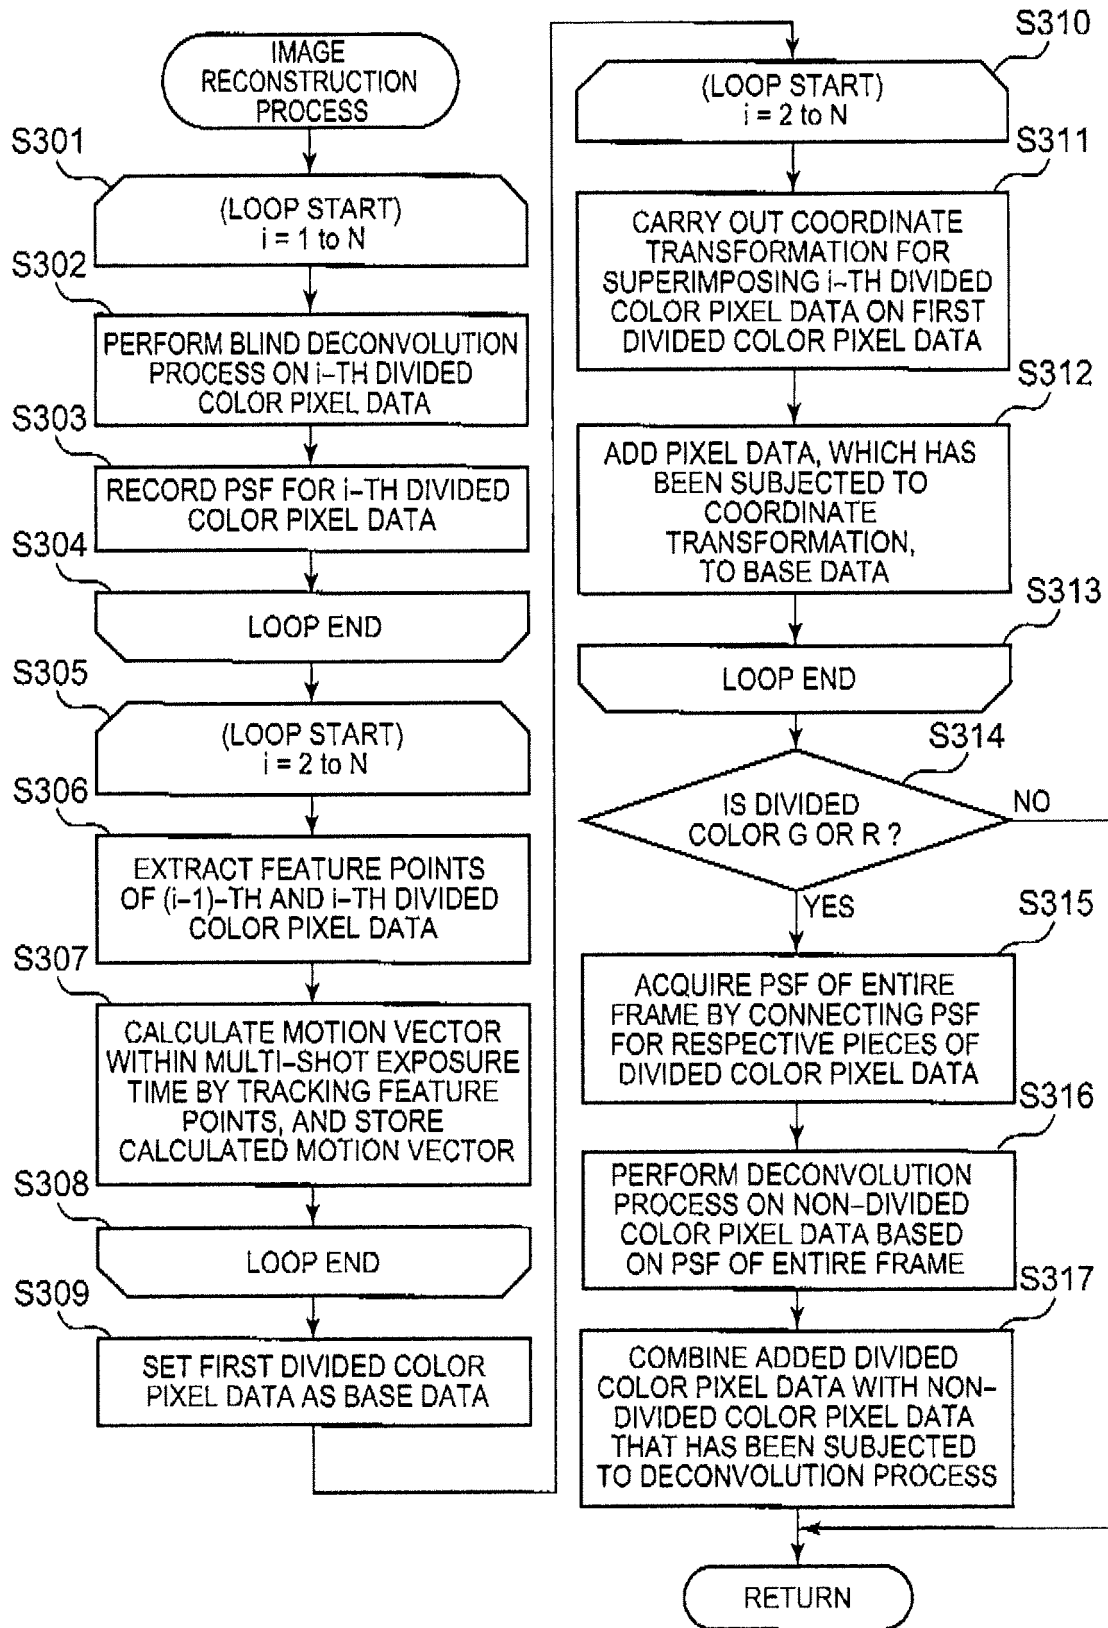 IMAGE
RECONSTRUCTION
PROCESS
S301
(LOOP START)
i = 1 to N
S302
PERFORM BLIND DECONVOLUTION
PROCESS ON i-TH DIVIDED
COLOR PIXEL DATA
S303
RECORD PSF FOR i-TH DIVIDED
COLOR PIXEL DATA
S304
LOOP END
S305
(LOOP START)
i = 2 to N
S306
EXTRACT FEATURE POINTS
OF (i-1)-TH AND i-TH DIVIDED
COLOR PIXEL DATA
S307
CALCULATE MOTION VECTOR
WITHIN MULTI-SHOT EXPOSURE
TIME BY TRACKING FEATURE
POINTS, AND STORE
CALCULATED MOTION VECTOR
S308
LOOP END
S309
SET FIRST DIVIDED COLOR
PIXEL DATA AS BASE DATA
S310
(LOOP START)
i = 2 to N
S311
CARRY OUT COORDINATE
TRANSFORMATION FOR
SUPERIMPOSING i-TH DIVIDED
COLOR PIXEL DATA ON FIRST
DIVIDED COLOR PIXEL DATA
S312
ADD PIXEL DATA, WHICH HAS
BEEN SUBJECTED TO
COORDINATE
TRANSFORMATION,
TO BASE DATA
S313
LOOP END
S314
IS DIVIDED
COLOR G OR R ?
NO
YES
S315
ACQUIRE PSF OF ENTIRE
FRAME BY CONNECTING PSF
FOR RESPECTIVE PIECES OF
DIVIDED COLOR PIXEL DATA
S316
PERFORM DECONVOLUTION
PROCESS ON NON-DIVIDED
COLOR PIXEL DATA BASED
ON PSF OF ENTIRE FRAME
S317
COMBINE ADDED DIVIDED
COLOR PIXEL DATA WITH NON-
DIVIDED COLOR PIXEL DATA
THAT HAS BEEN SUBJECTED
TO DECONVOLUTION PROCESS
RETURN